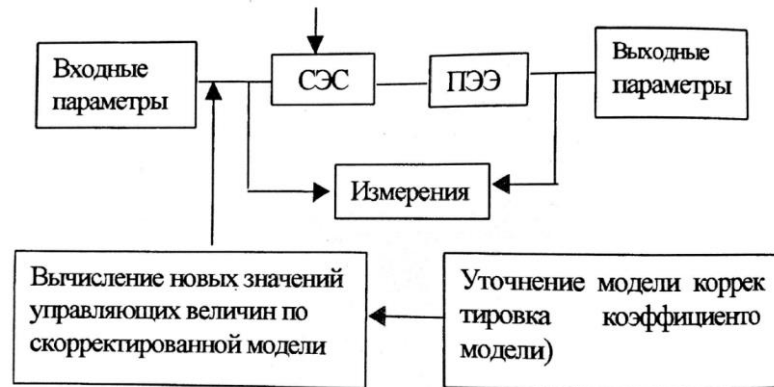 Входные
параметры
СЭС
ПЭЭ
Выходные
параметры
Измерения
Вычисление новых значений
управляющих величин по
скорректированной модели
Уточнение модели коррек
тировка коэффициенто
модели)